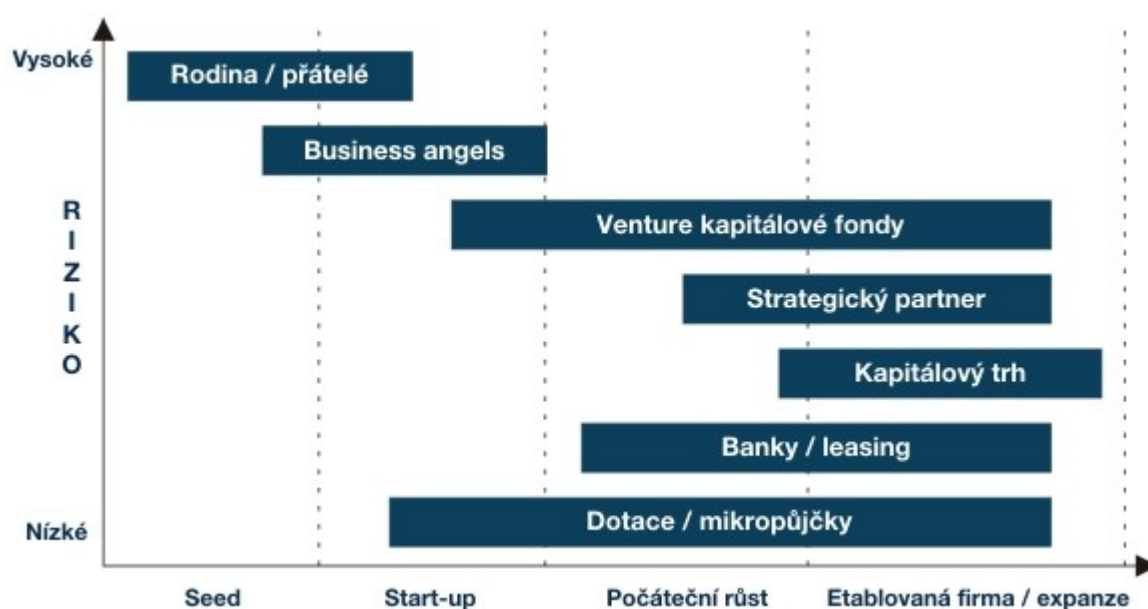 Vysoké
Rodina / přátelé
Business angels
RIZIKO
Venture kapitálové fondy
Strategický partner
Kapitálový trh
Banky / leasing
Nízké
Dotace / mikropůjčky
Seed
Start-up
Počáteční růst
Etablovaná firma / expanze